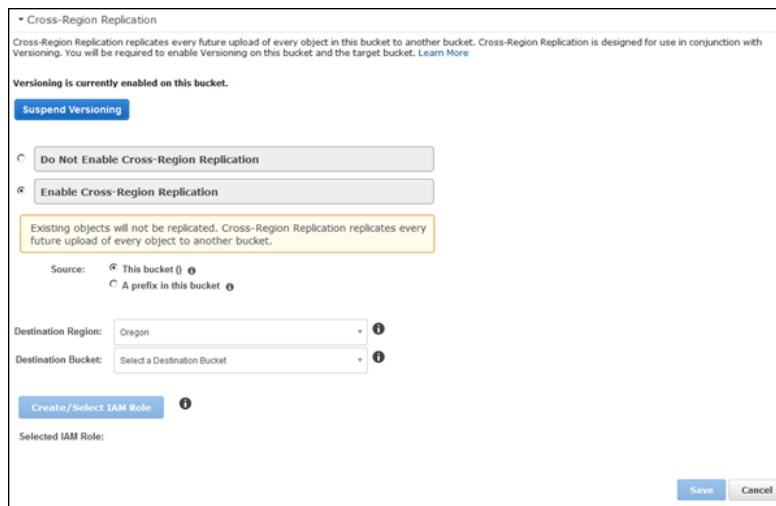 Cross-Region Replication
Cross-Region Replication replicates every future upload of every object in this bucket to another bucket. Cross-Region Replication is designed for use in conjunction with
Versioning. You will be required to enable Versioning on this bucket and the target bucket. Learn More
Versioning is currently enabled on this bucket.
Suspend Versioning
Do Not Enable Cross-Region Replication
Enable Cross-Region Replication
Existing objects will not be replicated. Cross-Region Replication replicates every
future upload of every object to another bucket.
Source: This bucket ()
A prefix in this bucket
Destination Region: Oregon
Destination Bucket: Select a Destination Bucket
Create/Select IAM Role
Selected IAM Role:
Save Cancel